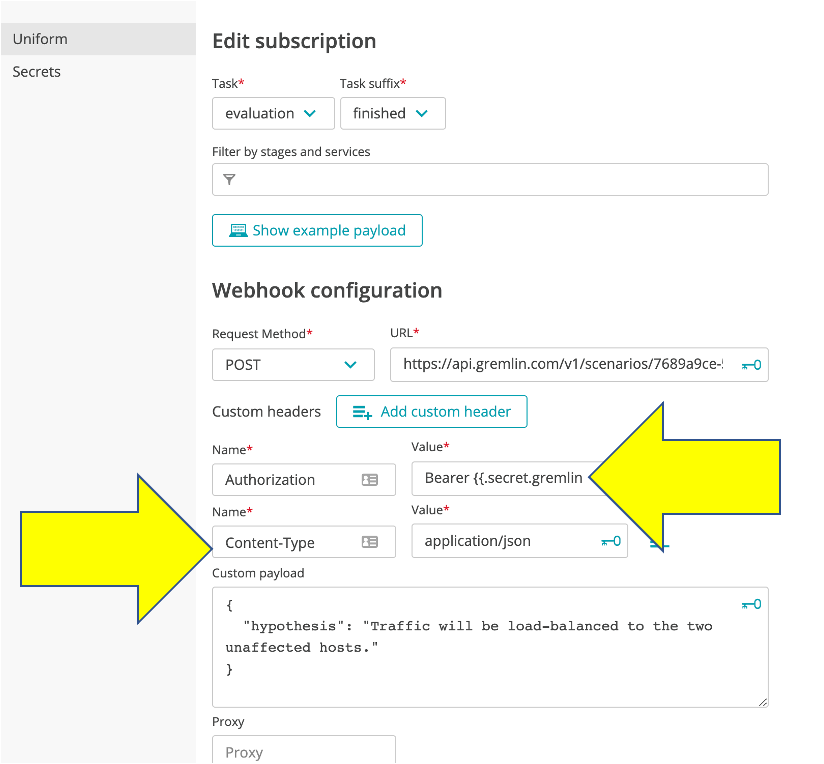 Uniform
Secrets
Edit subscription
Task* Task suffix*
evaluation finished
Filter by stages and services
Show example payload
Webhook configuration
Request Method* URL*
POST https://api.gremlin.com/v1/scenarios/7689a9ce-
Custom headers Add custom header
Name* Value*
Authorization Bearer {{.secret.gremlin
Name* Value*
Content-Type application/json
Custom payload
{
"hypothesis": "Traffic will be load-balanced to the two
unaffected hosts."
}
Proxy
Proxy